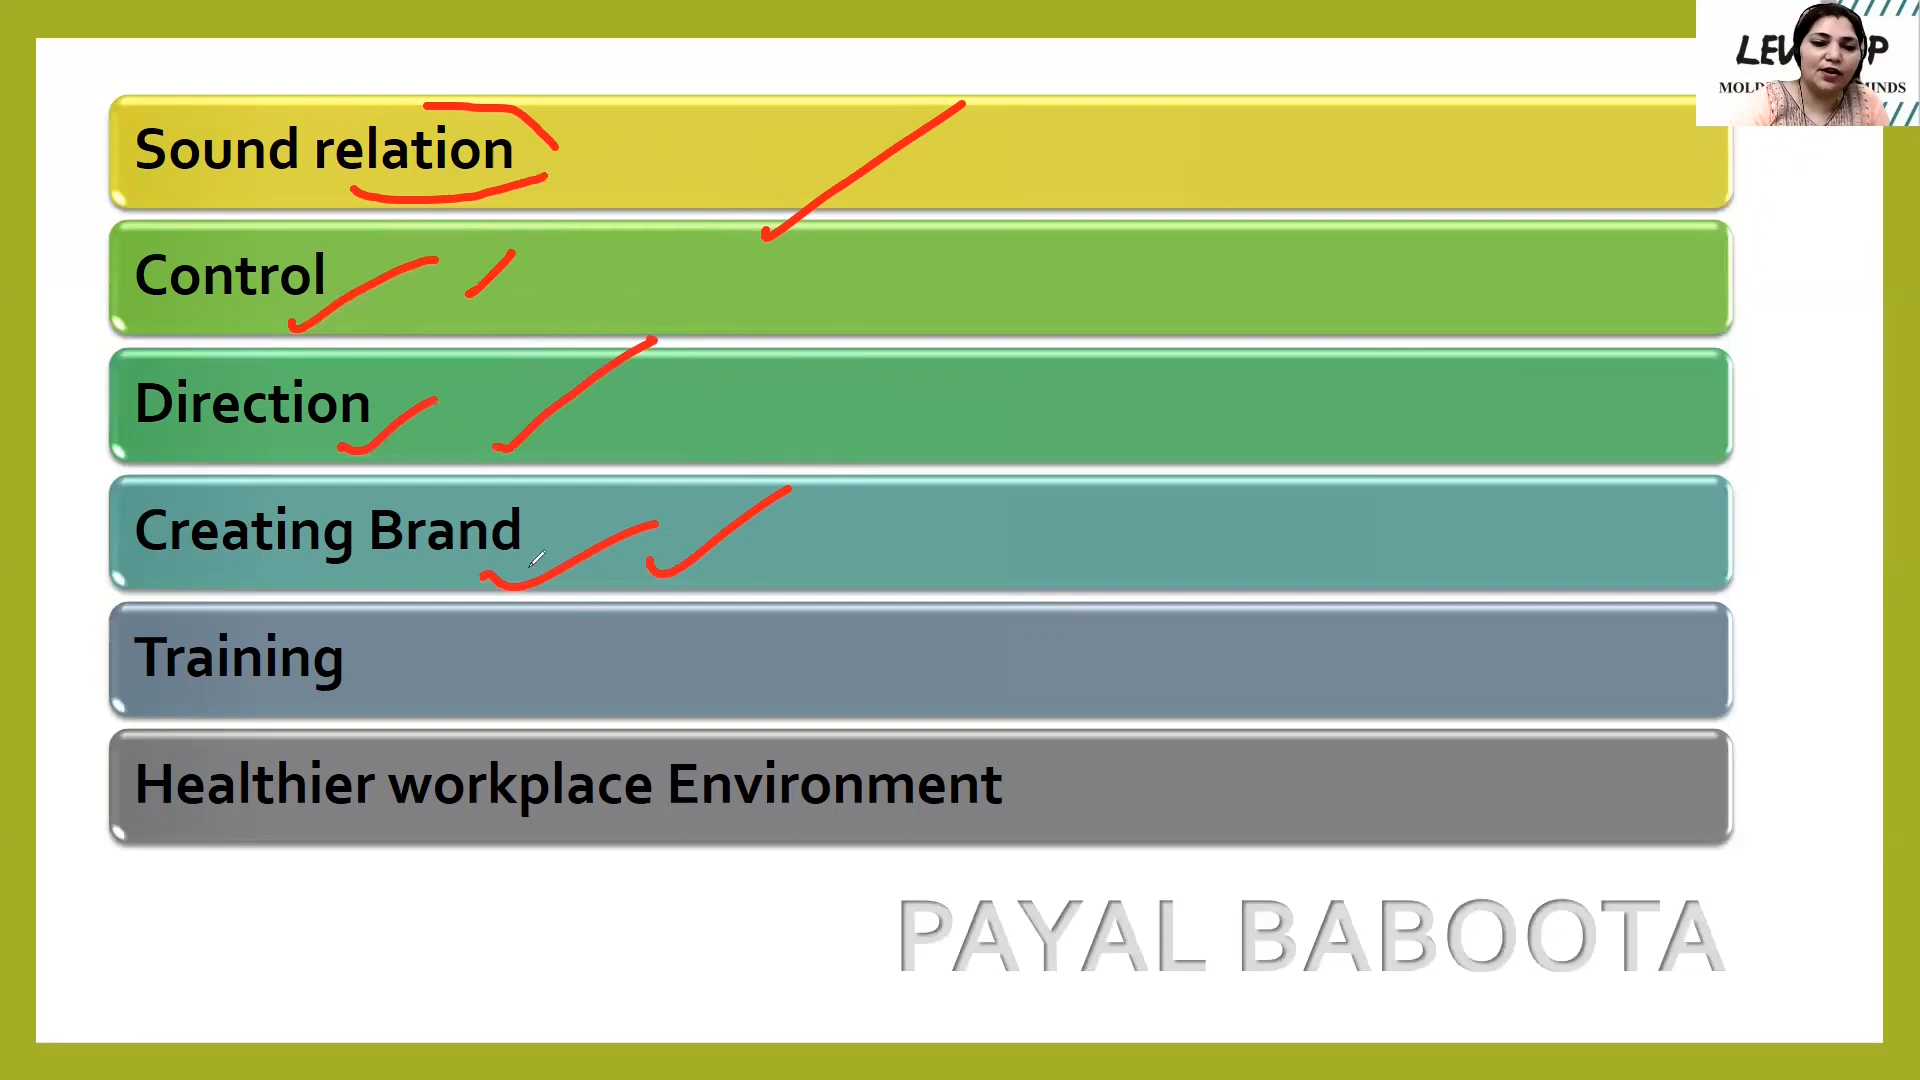 Sound relation
Control
Direction
Creating Brand
Training
Healthier workplace Environment
PAYAL BABOOTA